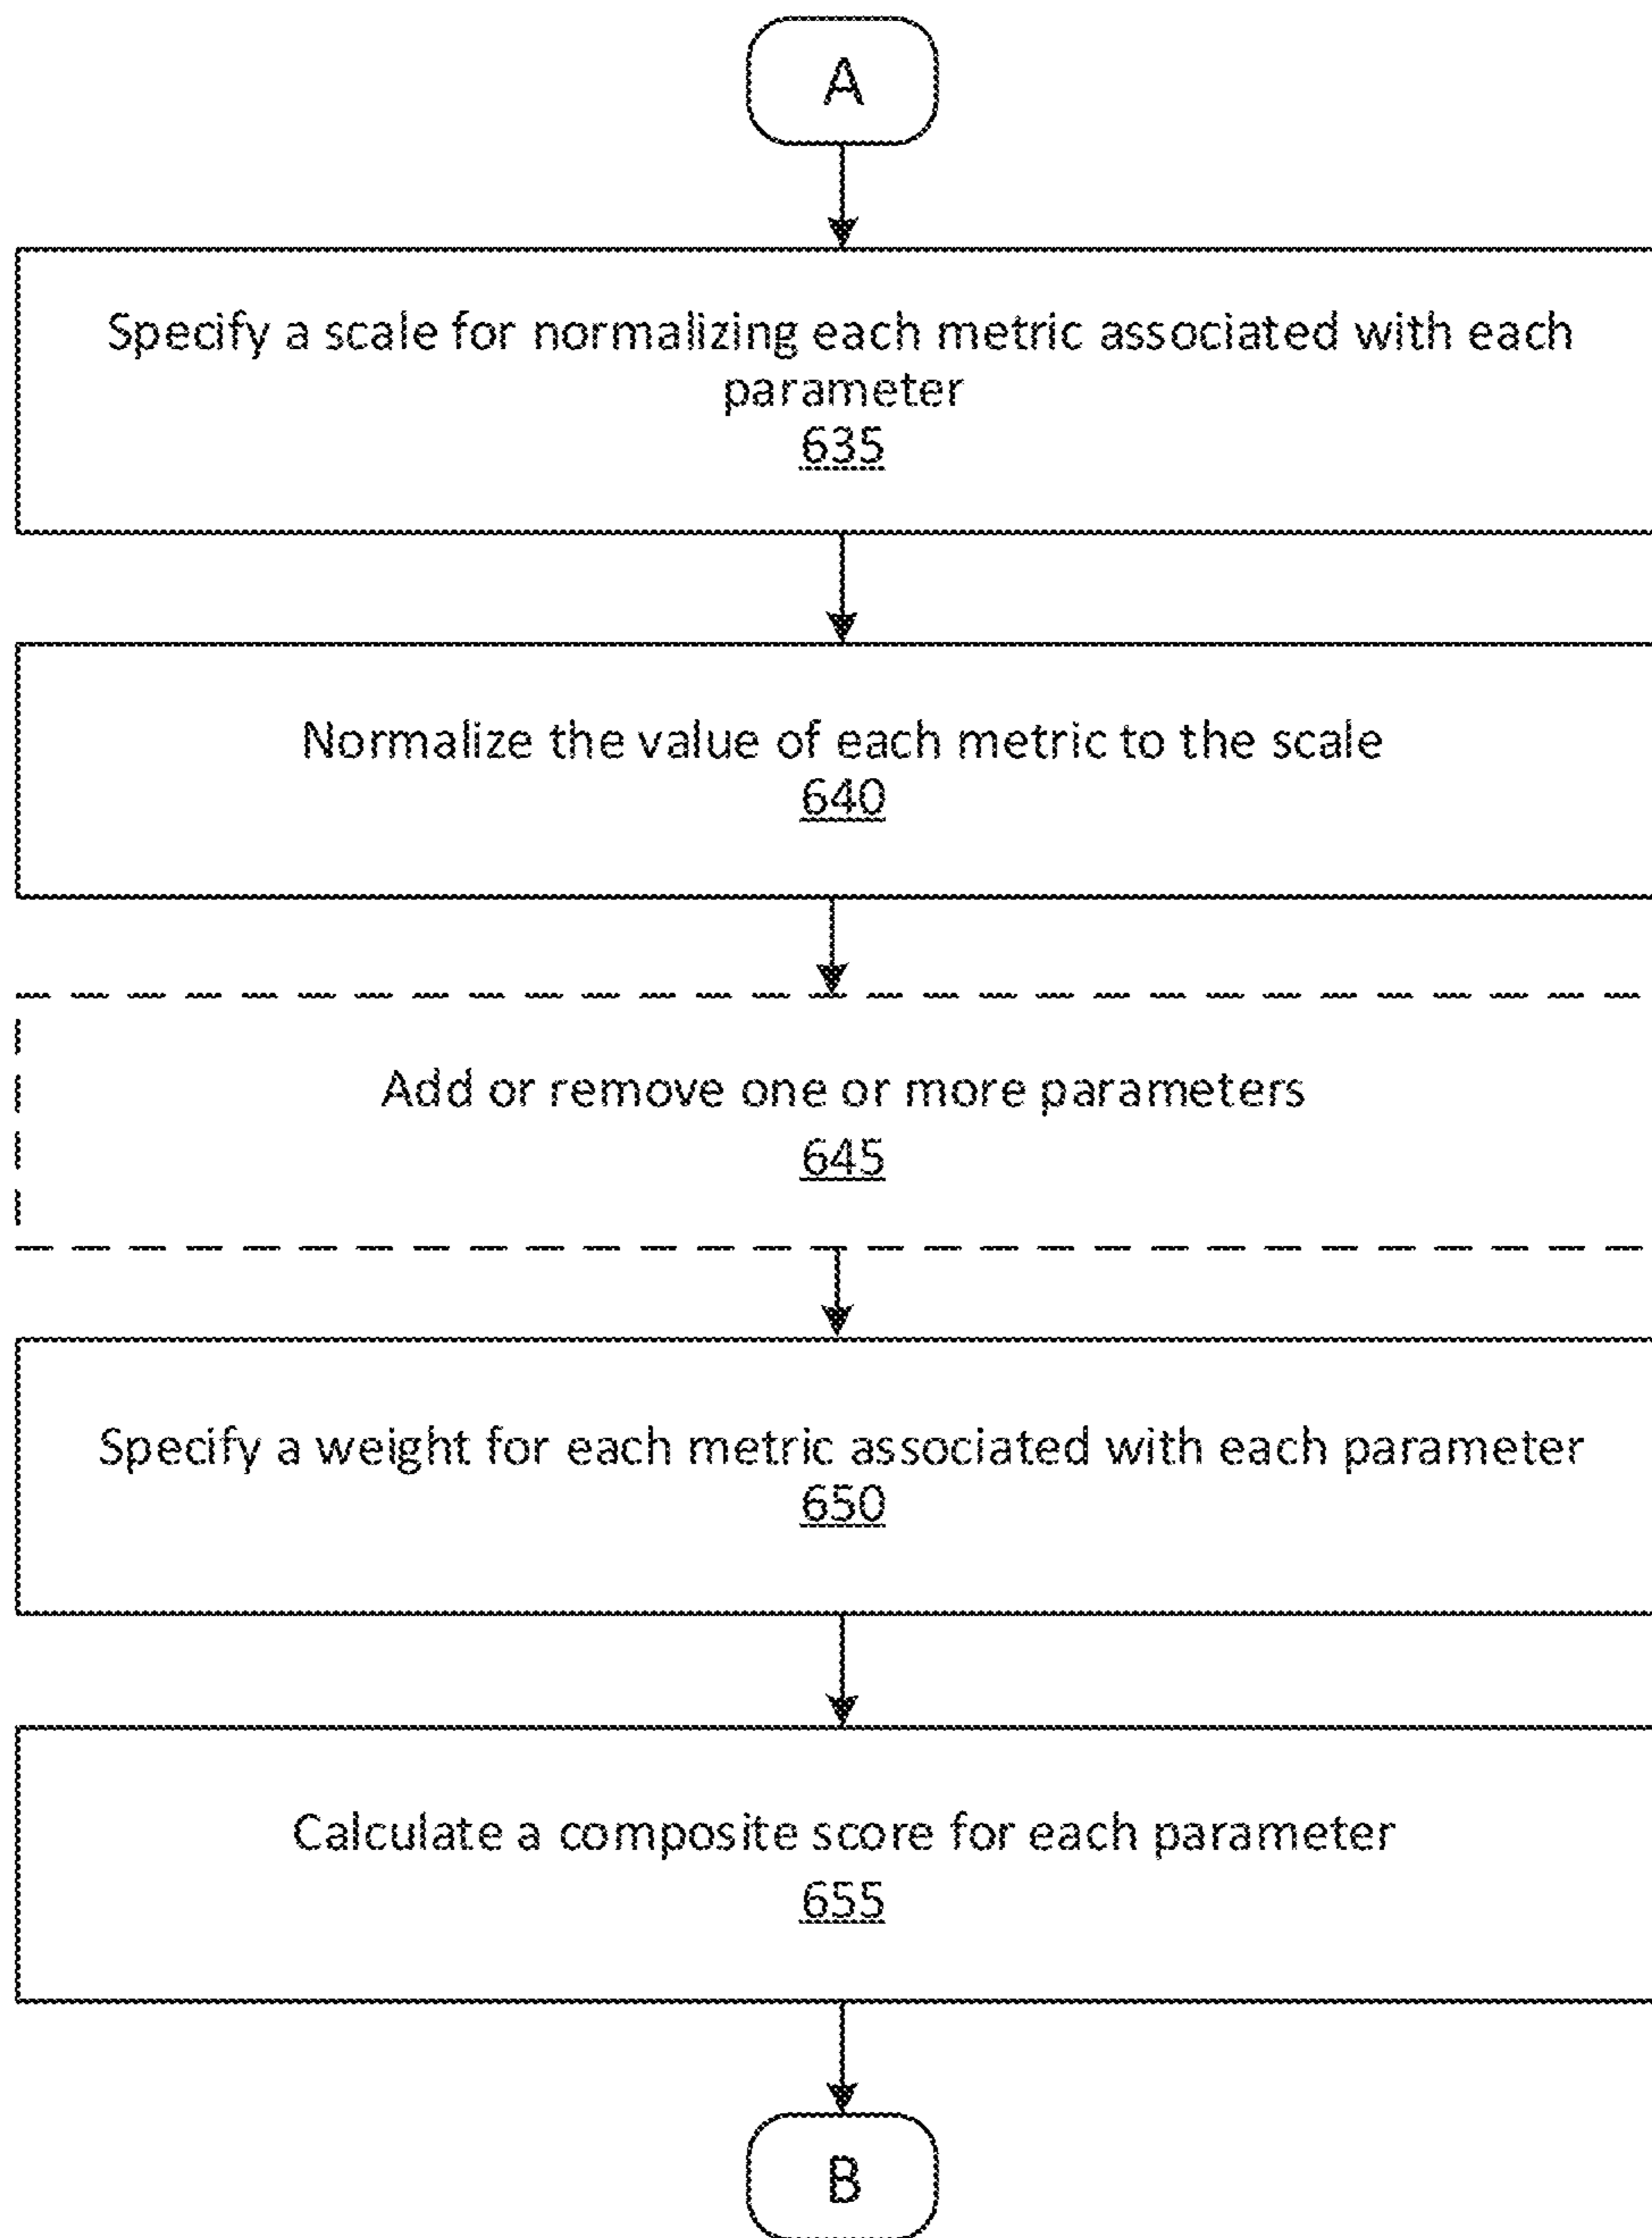 A
Specify a scale for normalizing each metric associated with each
parameter
635
Normalize the value of each metric to the scale
640
Add or remove one or more parameters
645
Specify a weight for each metric associated with each parameter
650
Calculate a composite score for each parameter
655
B